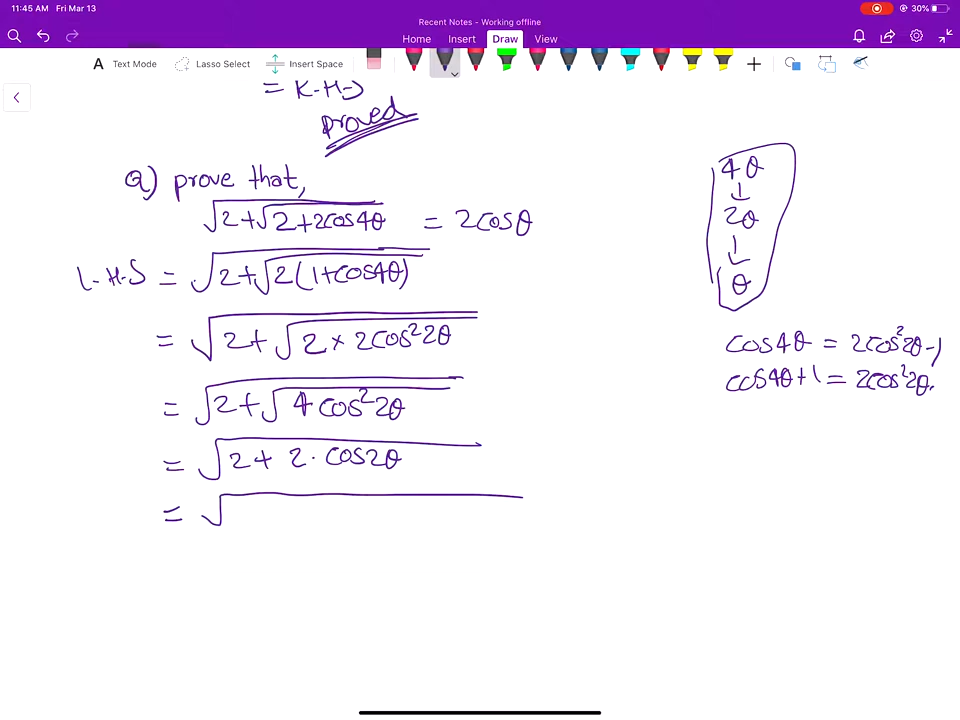 11:45 AM Fri Mar 13
30%
Recent Notes - Working offline
Home Insert Draw View
A Text Mode Lasso Select Insert Space
= R.H.S
proved
Q) prove that,
√(2+√(2+2cos4θ)) = 2cosθ
L.H.S = √(2+√(2(1+cos4θ)))
= √(2+√(2×2cos²2θ))
= √(2+√(4cos²2θ))
= √(2+2·cos2θ)
= √
4θ
↓
2θ
↓
θ
cos4θ = 2cos²2θ-1
cos4θ+1 = 2cos²2θ.